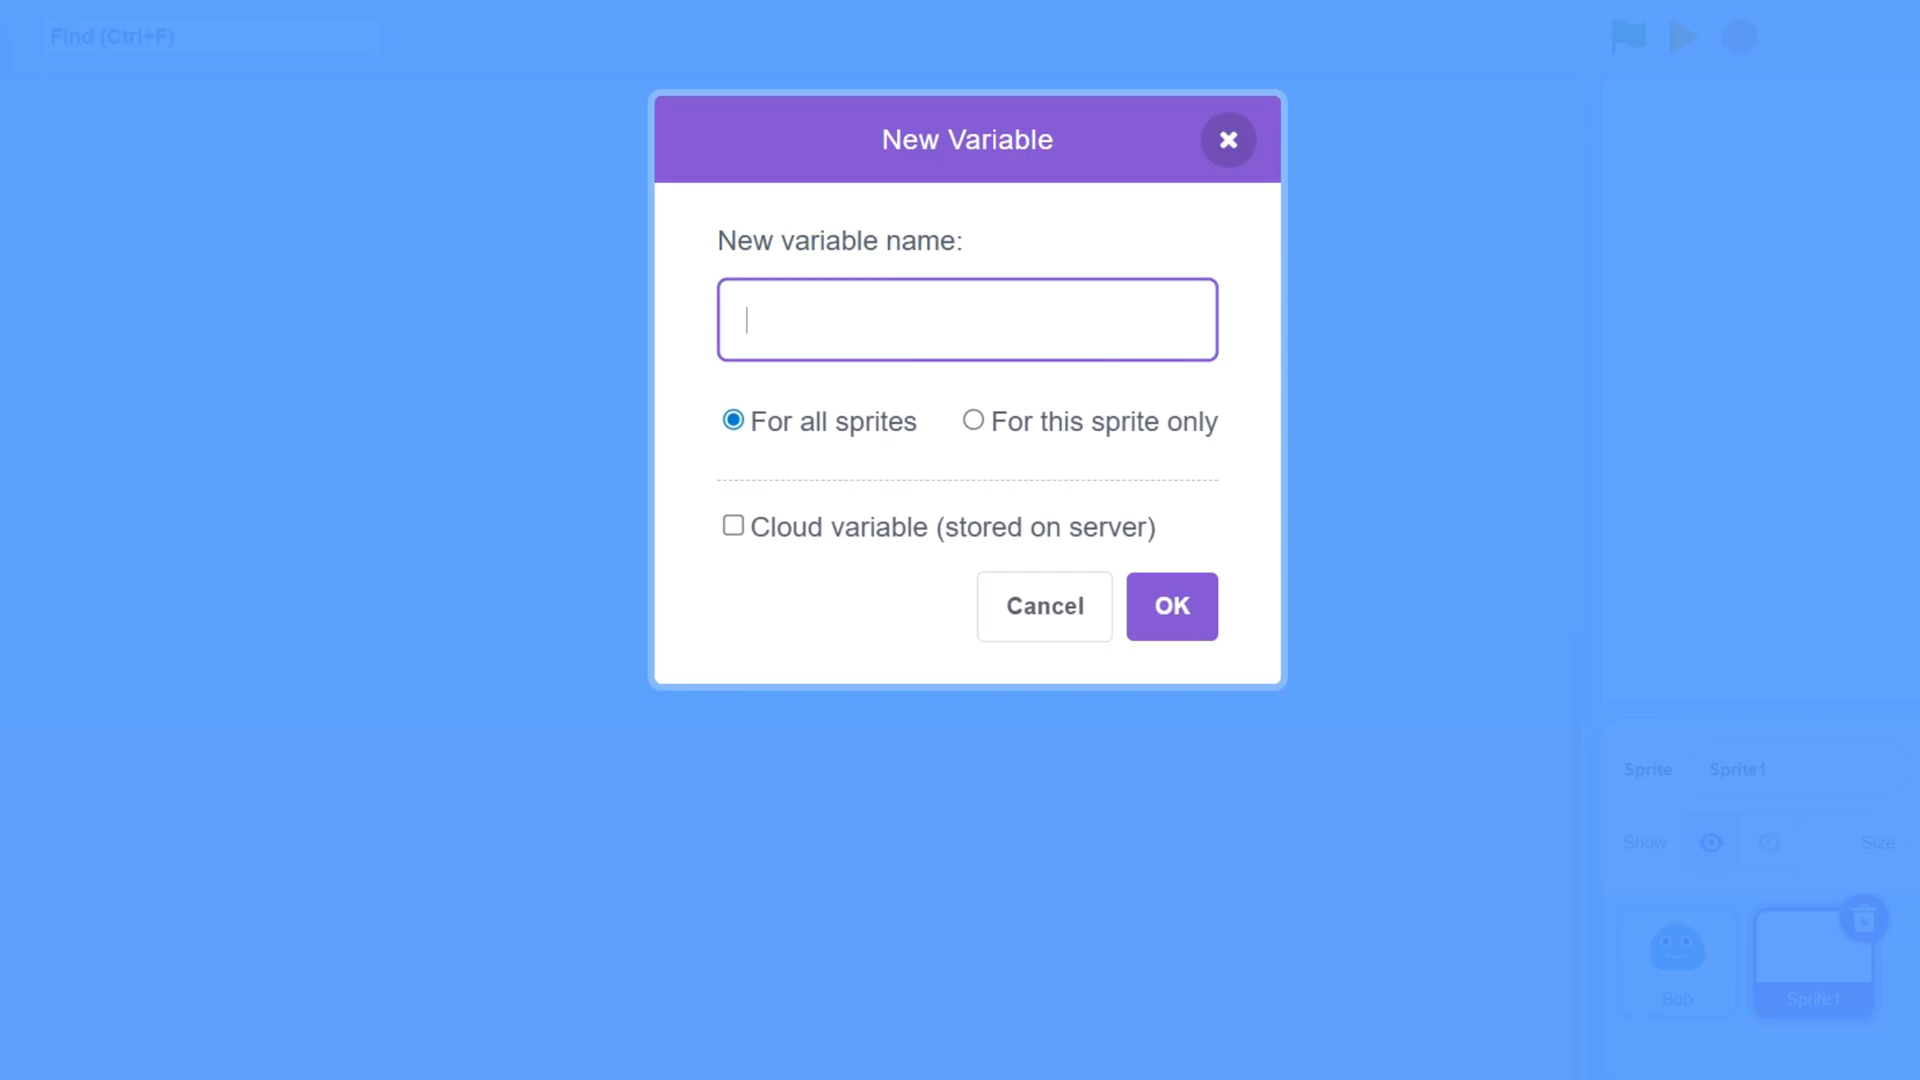 Find (Ctrl+F)
New Variable
New variable name:
For all sprites
For this sprite only
Cloud variable (stored on server)
Cancel
OK
Sprite
Sprite1
Show
Size
Bob
Sprite1